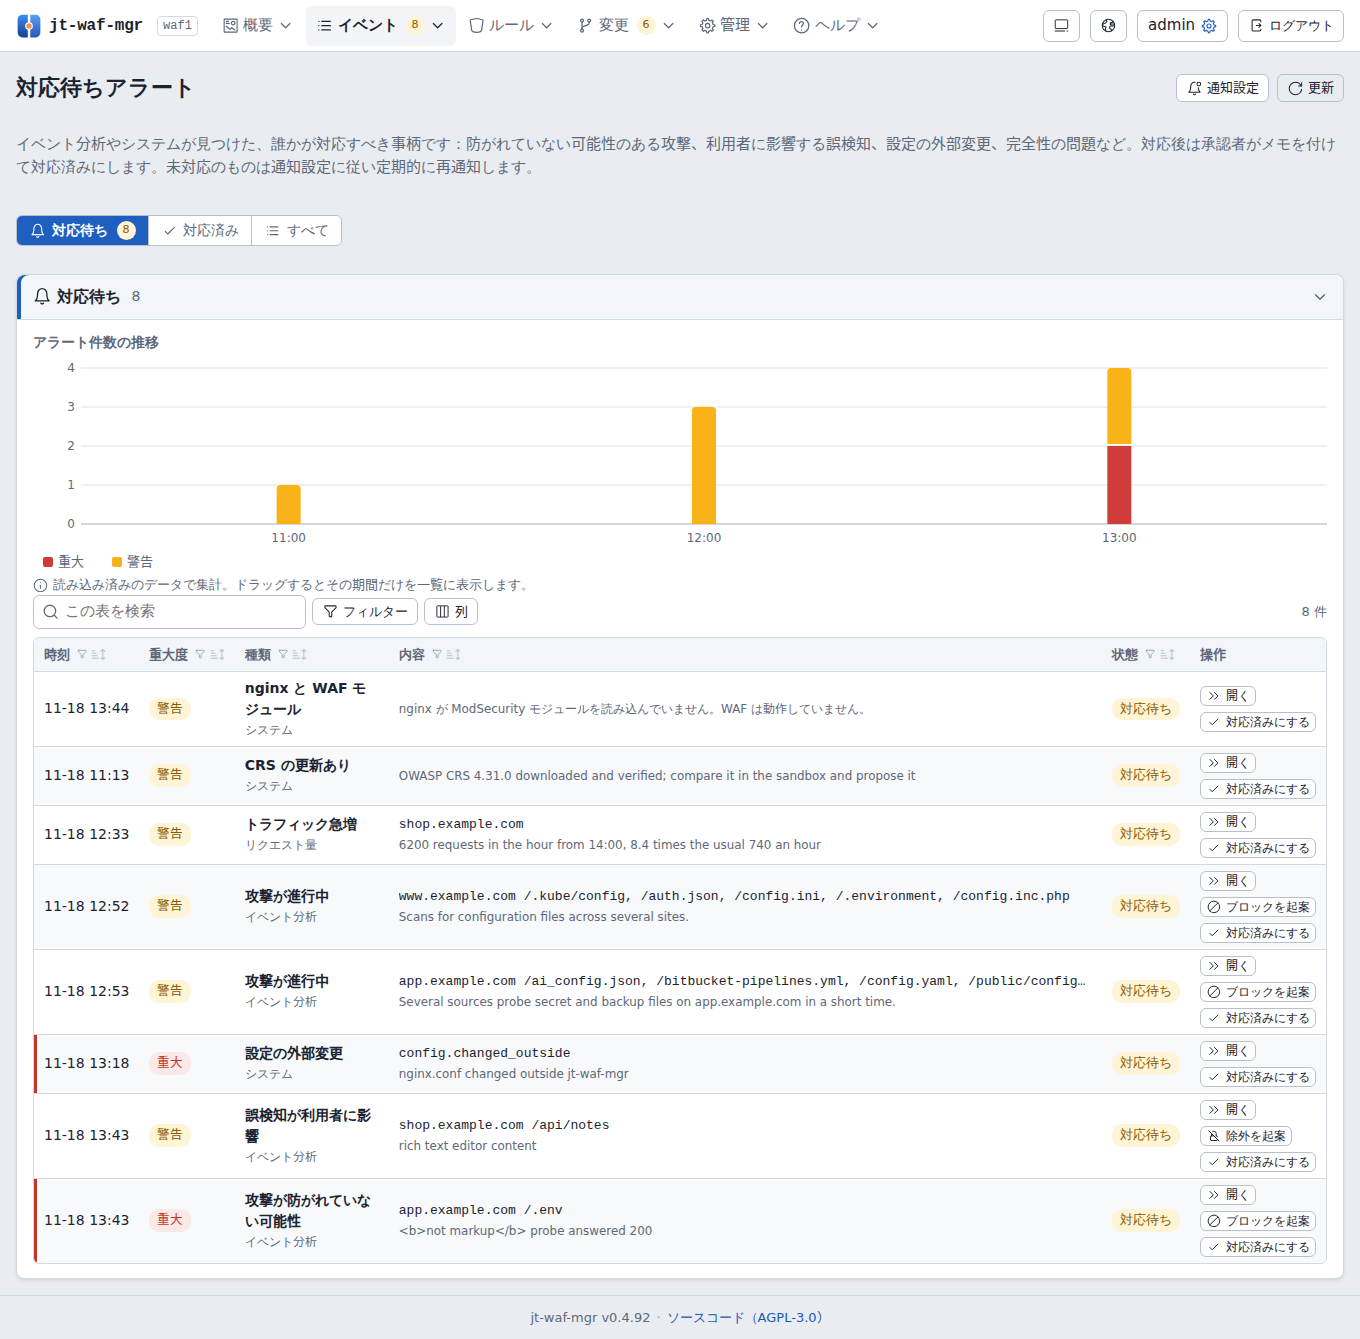 jt-waf-mgr waf1 概要 イベント 8 ルール 変更 6 管理 ヘルプ admin ログアウト
対応待ちアラート 通知設定 更新
イベント分析やシステムが見つけた、誰かが対応すべき事柄です：防がれていない可能性のある攻撃、利用者に影響する誤検知、設定の外部変更、完全性の問題など。対応後は承認者がメモを付け
て対応済みにします。未対応のものは通知設定に従い定期的に再通知します。
対応待ち 8 対応済み すべて
対応待ち 8
アラート件数の推移
4
3
2
1
0
11:00 12:00 13:00
重大 警告
読み込み済みのデータで集計。ドラッグするとその期間だけを一覧に表示します。
この表を検索 フィルター 列 8 件
時刻 重大度 種類 内容 状態 操作
11-18 13:44 警告 nginx と WAF モ
ジュール
システム
nginx が ModSecurity モジュールを読み込んでいません。WAF は動作していません。
対応待ち
開く
対応済みにする
11-18 11:13 警告 CRS の更新あり
システム
OWASP CRS 4.31.0 downloaded and verified; compare it in the sandbox and propose it
対応待ち
開く
対応済みにする
11-18 12:33 警告 トラフィック急増
リクエスト量
shop.example.com
6200 requests in the hour from 14:00, 8.4 times the usual 740 an hour
対応待ち
開く
対応済みにする
11-18 12:52 警告 攻撃が進行中
イベント分析
www.example.com /.kube/config, /auth.json, /config.ini, /.environment, /config.inc.php
Scans for configuration files across several sites.
対応待ち
開く
ブロックを起案
対応済みにする
11-18 12:53 警告 攻撃が進行中
イベント分析
app.example.com /ai_config.json, /bitbucket-pipelines.yml, /config.yaml, /public/config…
Several sources probe secret and backup files on app.example.com in a short time.
対応待ち
開く
ブロックを起案
対応済みにする
11-18 13:18 重大 設定の外部変更
システム
config.changed_outside
nginx.conf changed outside jt-waf-mgr
対応待ち
開く
対応済みにする
11-18 13:43 警告 誤検知が利用者に影
響
イベント分析
shop.example.com /api/notes
rich text editor content
対応待ち
開く
除外を起案
対応済みにする
11-18 13:43 重大 攻撃が防がれていな
い可能性
イベント分析
app.example.com /.env
&lt;b&gt;not markup&lt;/b&gt; probe answered 200
対応待ち
開く
ブロックを起案
対応済みにする
jt-waf-mgr v0.4.92 · ソースコード（AGPL-3.0）